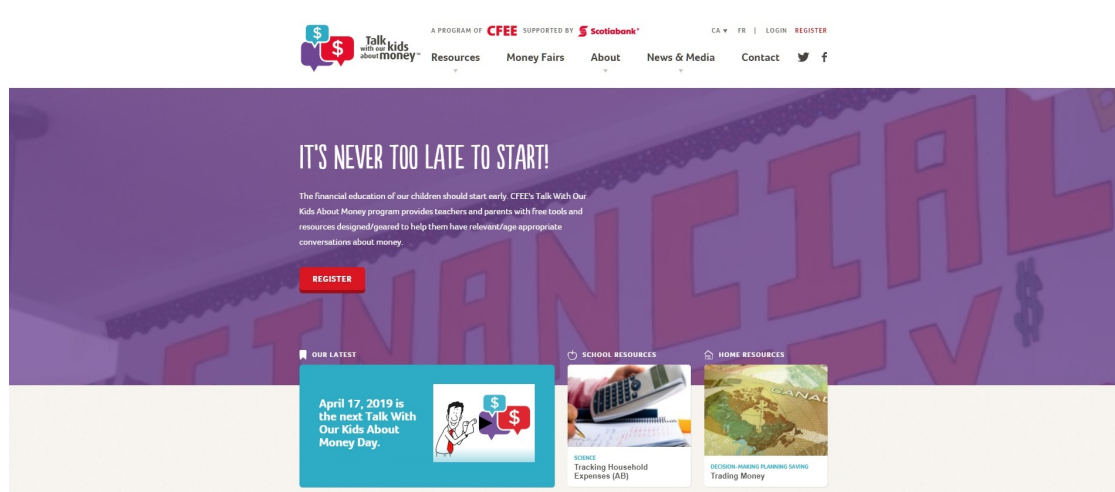 $
$
Talk
with our kids
about money™
A PROGRAM OF CFEE SUPPORTED BY Scotiabank®
CA ▾ FR | LOGIN REGISTER
Resources Money Fairs About News & Media Contact
IT'S NEVER TOO LATE TO START!
The financial education of our children should start early. CFEE's Talk With Our
Kids About Money program provides teachers and parents with free tools and
resources designed/geared to help them have relevant/age appropriate
conversations about money.
REGISTER
FINANCIAL
$
OUR LATEST
SCHOOL RESOURCES
HOME RESOURCES
April 17, 2019 is
the next Talk With
Our Kids About
Money Day.
$
$
CANAD
SCIENCE
Tracking Household
Expenses (AB)
DECISION-MAKING PLANNING SAVING
Trading Money